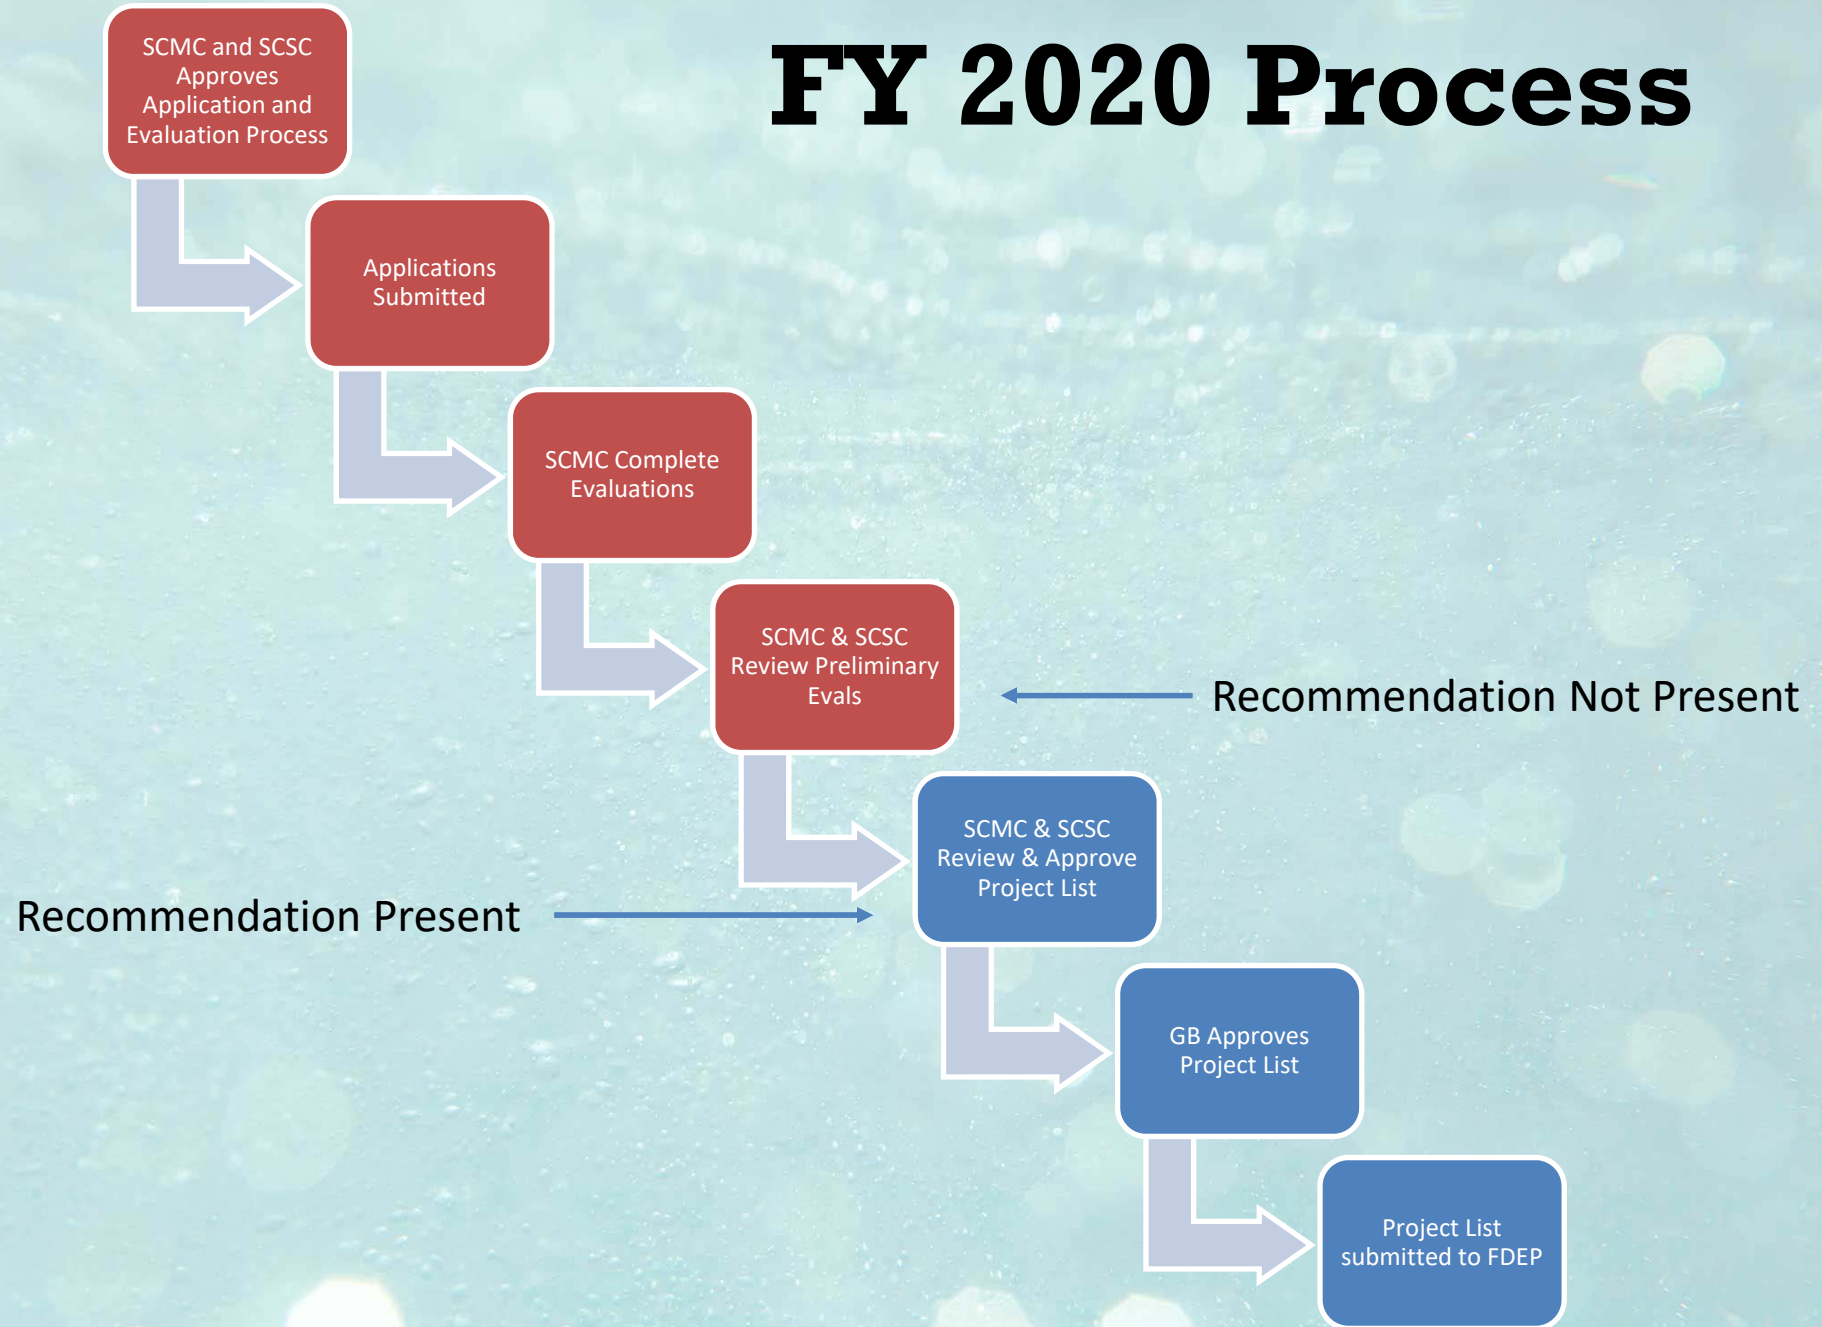 FY 2020 Process
SCMC and SCSC
Approves
Application and
Evaluation Process
Applications
Submitted
SCMC Complete
Evaluations
SCMC & SCSC
Review Preliminary
Evals
Recommendation Not Present
SCMC & SCSC
Review & Approve
Project List
Recommendation Present
GB Approves
Project List
Project List
submitted to FDEP